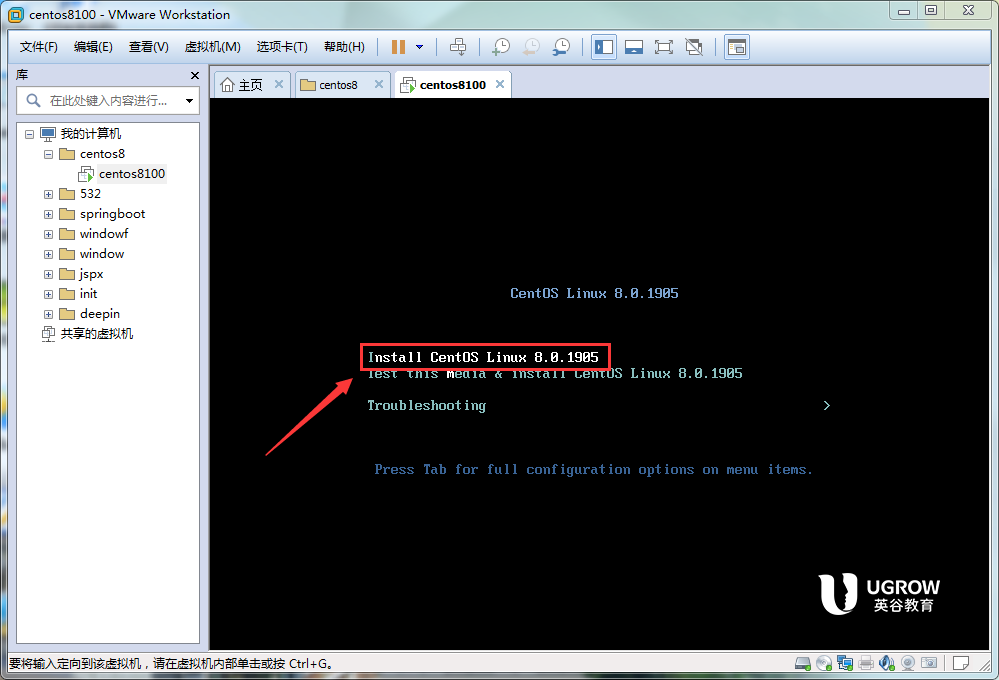 centos8100 - VMware Workstation
文件(F) 编辑(E) 查看(V) 虚拟机(M) 选项卡(T) 帮助(H)
库
主页 centos8 centos8100
在此处键入内容进行...
我的计算机
centos8
centos8100
532
springboot
windowf
window
jspx
init
deepin
共享的虚拟机
CentOS Linux 8.0.1905
Install CentOS Linux 8.0.1905
Test this media & install CentOS Linux 8.0.1905
Troubleshooting >
Press Tab for full configuration options on menu items.
UGROW
英谷教育
要将输入定向到该虚拟机，请在虚拟机内部单击或按 Ctrl+G。